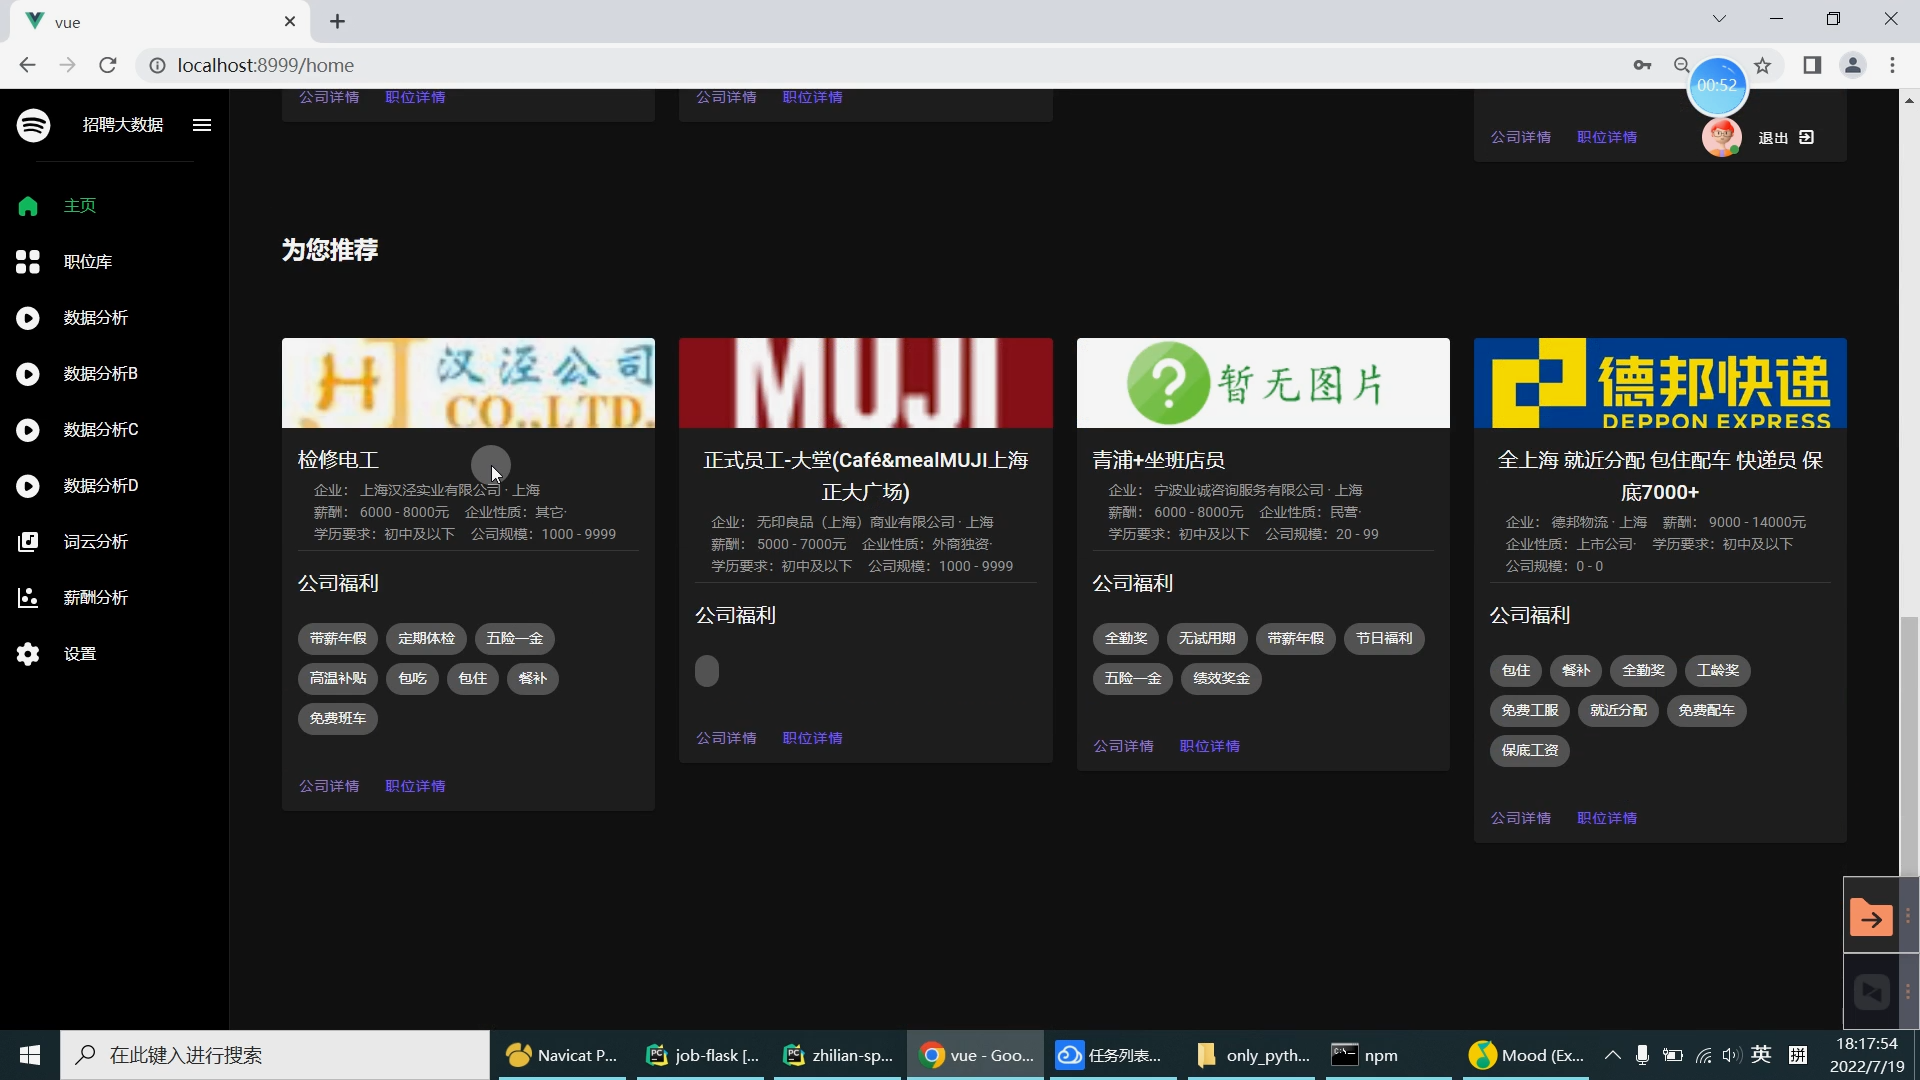 vue
localhost:8999/home
00:52
招聘大数据
公司详情 职位详情
公司详情 职位详情
公司详情 职位详情
退出
主页
职位库
数据分析
数据分析B
数据分析C
数据分析D
词云分析
薪酬分析
设置
为您推荐
汉泾公司
CO.,LTD.
检修电工
企业： 上海汉泾实业有限公司 · 上海
薪酬： 6000 - 8000元 企业性质：其它·
学历要求：初中及以下 公司规模：1000 - 9999
公司福利
带薪年假 定期体检 五险一金
高温补贴 包吃 包住 餐补
免费班车
公司详情 职位详情
MUJI
正式员工-大堂(Café&mealMUJI上海
正大广场)
企业： 无印良品（上海）商业有限公司 · 上海
薪酬： 5000 - 7000元 企业性质：外商独资·
学历要求：初中及以下 公司规模：1000 - 9999
公司福利
公司详情 职位详情
暂无图片
青浦+坐班店员
企业： 宁波业诚咨询服务有限公司 · 上海
薪酬： 6000 - 8000元 企业性质：民营·
学历要求：初中及以下 公司规模：20 - 99
公司福利
全勤奖 无试用期 带薪年假 节日福利
五险一金 绩效奖金
公司详情 职位详情
德邦快递
DEPPON EXPRESS
全上海 就近分配 包住配车 快递员 保
底7000+
企业： 德邦物流 · 上海 薪酬： 9000 - 14000元
企业性质：上市公司· 学历要求：初中及以下
公司规模：0 - 0
公司福利
包住 餐补 全勤奖 工龄奖
免费工服 就近分配 免费配车
保底工资
公司详情 职位详情
在此键入进行搜索
Navicat P...
job-flask [...
zhilian-sp...
vue - Goo...
任务列表...
only_pyth...
npm
Mood (Ex...
英
拼
18:17:54
2022/7/19